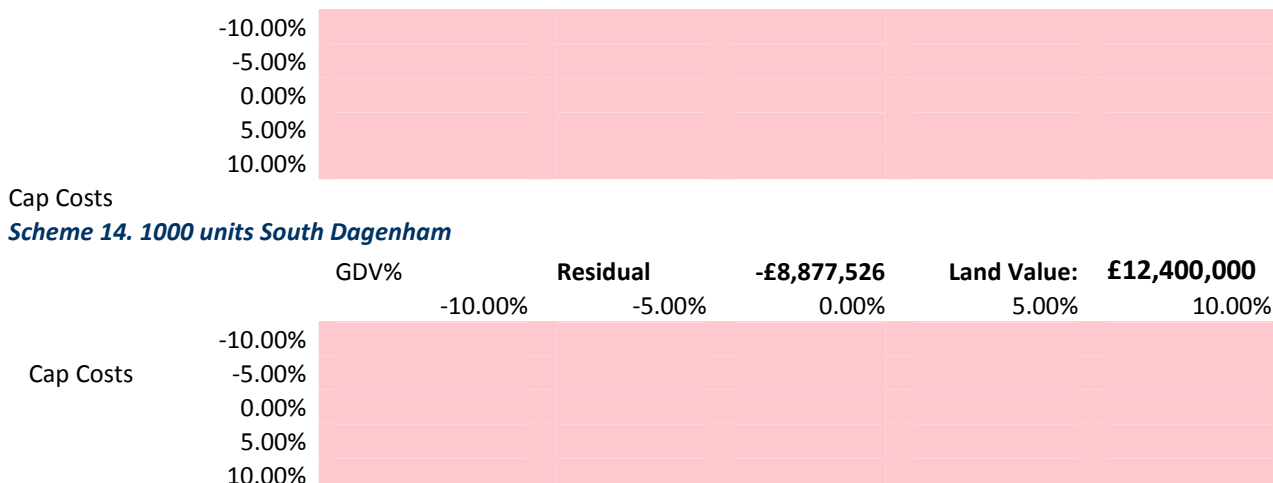 -10.00%
-5.00%
0.00%
5.00%
10.00%
Cap Costs
Scheme 14. 1000 units South Dagenham
GDV% Residual -£8,877,526 Land Value: £12,400,000
-10.00% -5.00% 0.00% 5.00% 10.00%
-10.00%
Cap Costs -5.00%
0.00%
5.00%
10.00%